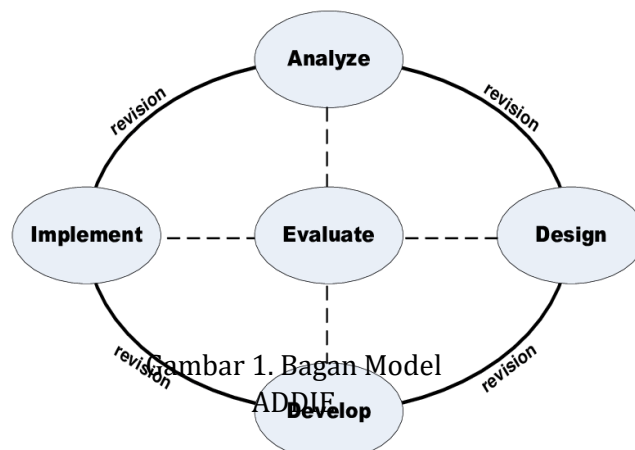 Analyze
revision
revision
Implement
Evaluate
Design
revision
Gambar 1. Bagan Model
revision
ADDIE
Develop